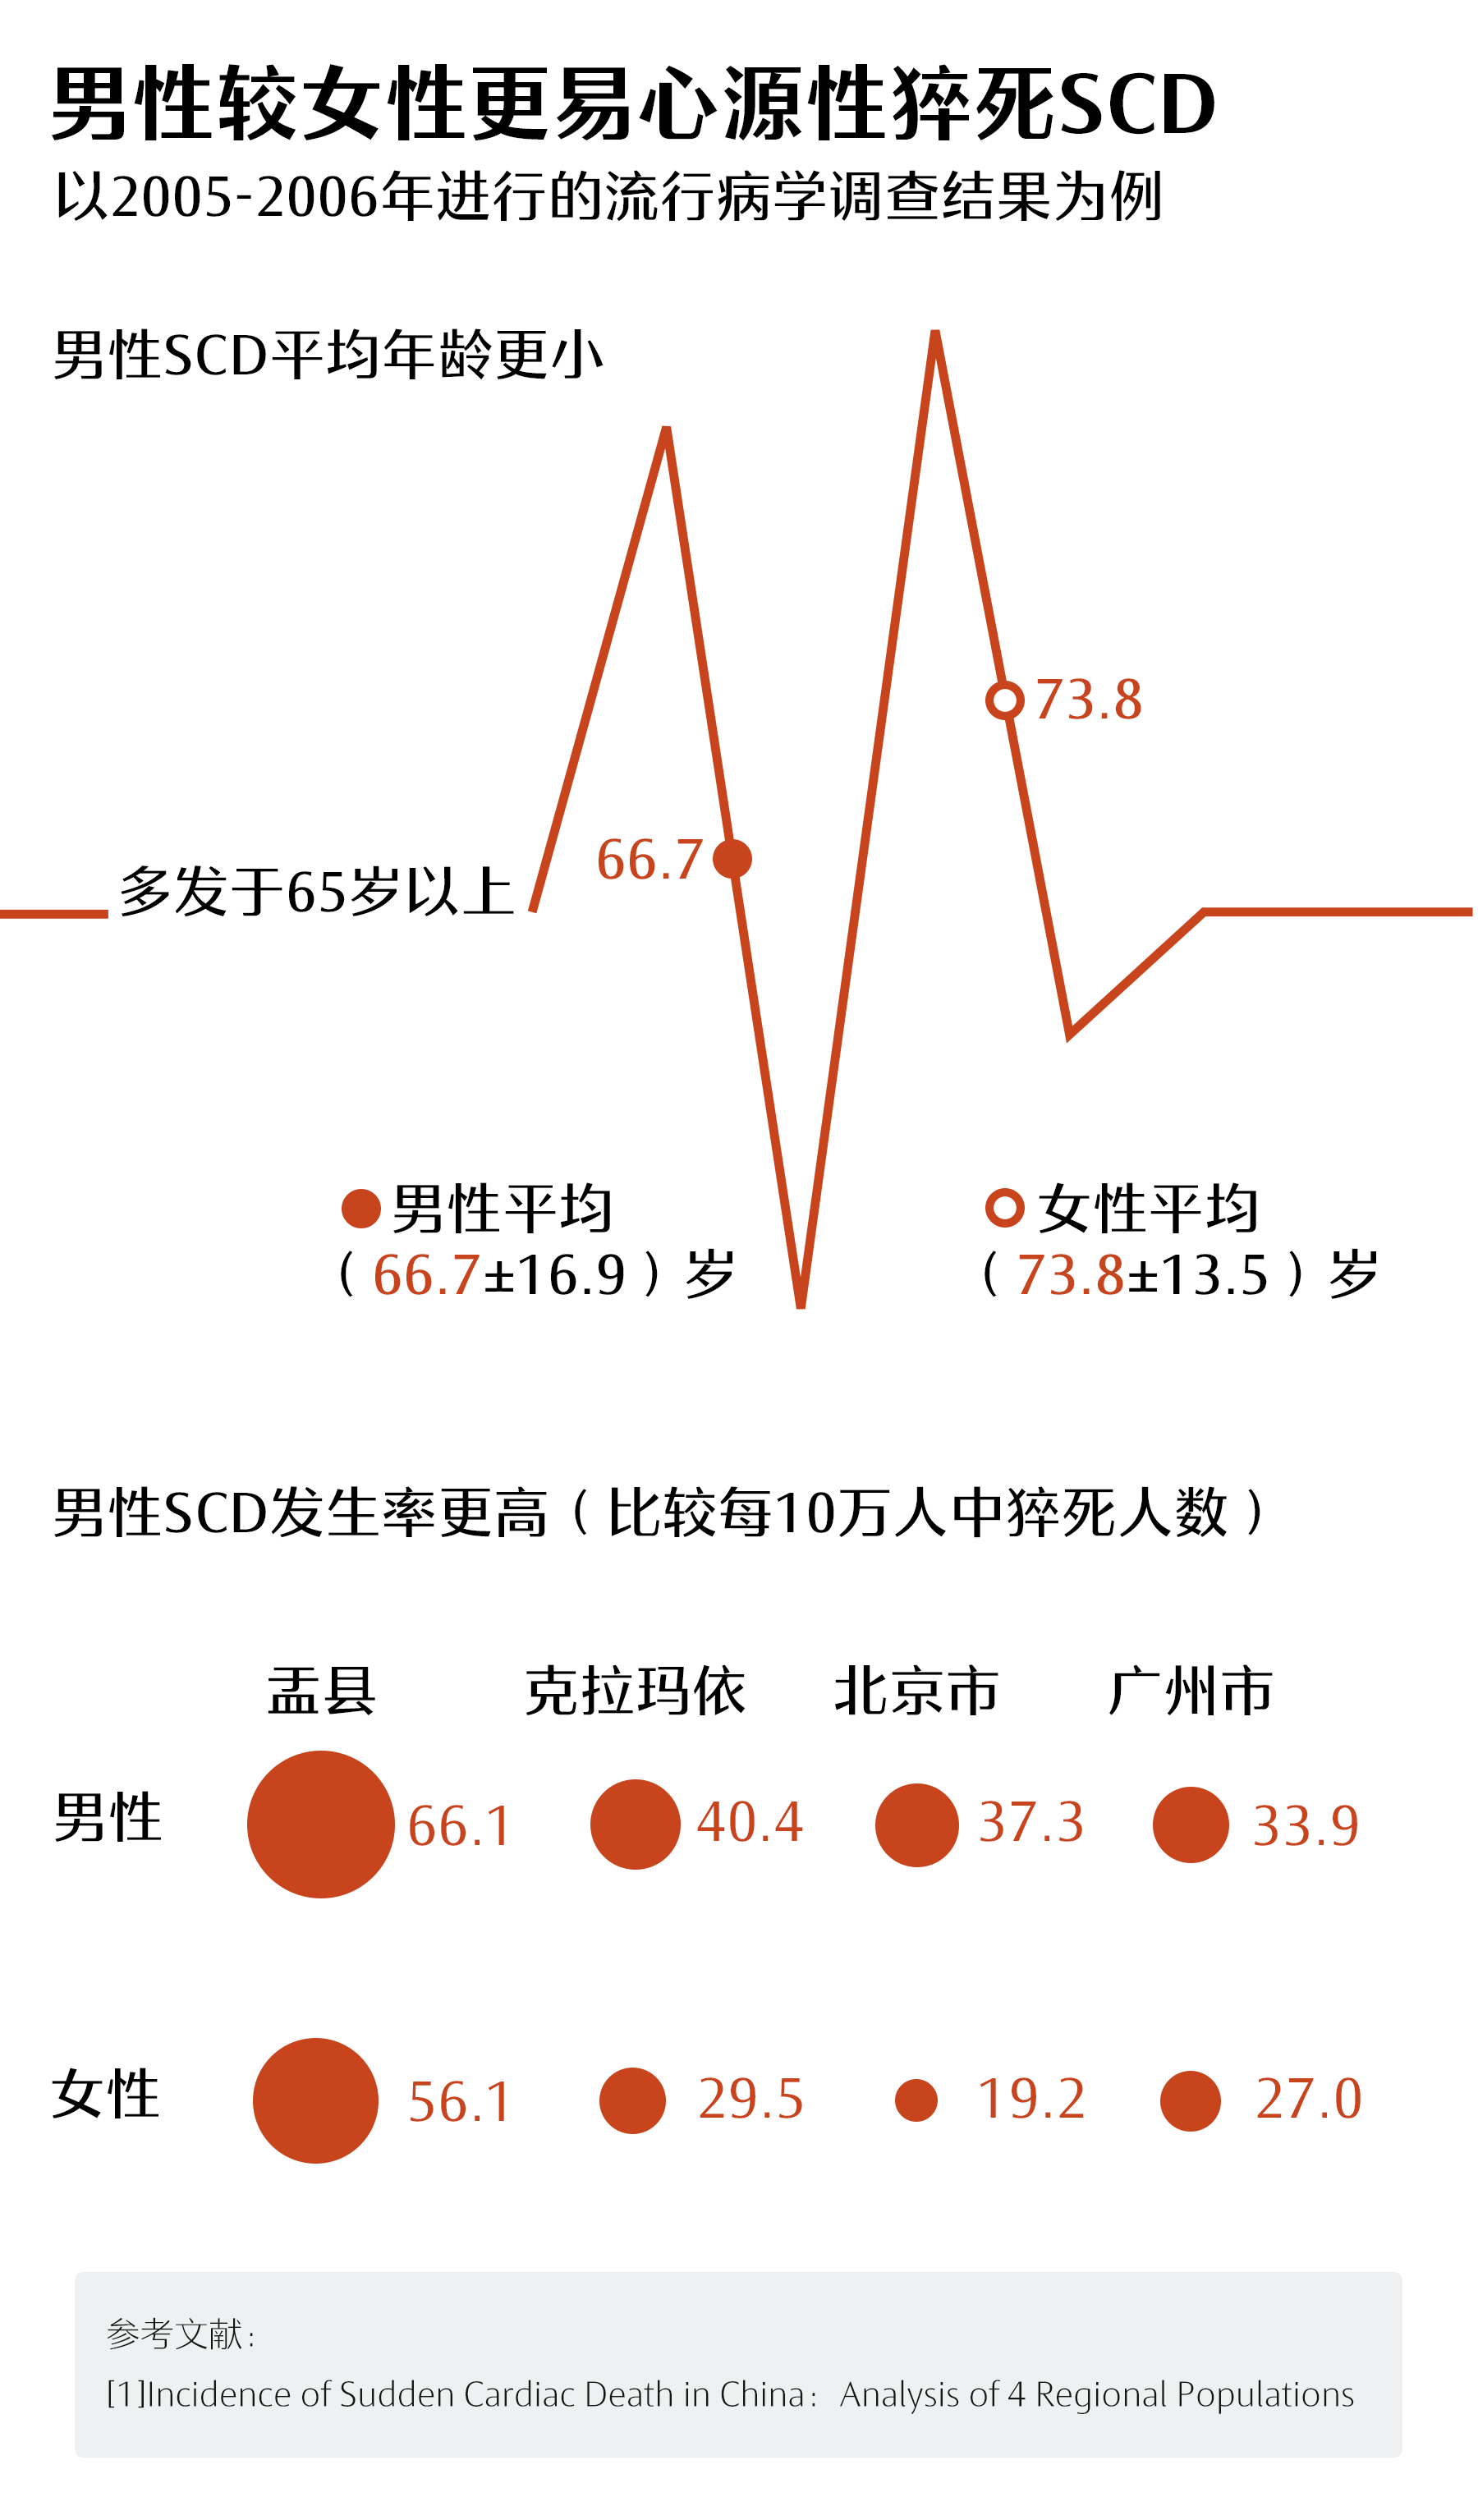 男性较女性更易心源性猝死SCD
以2005-2006年进行的流行病学调查结果为例
男性SCD平均年龄更小
73.8
66.7
多发于65岁以上
男性平均
（66.7±16.9）岁
女性平均
（73.8±13.5）岁
男性SCD发生率更高（比较每10万人中猝死人数）
盂县 克拉玛依 北京市 广州市
男性 66.1 40.4 37.3 33.9
女性 56.1 29.5 19.2 27.0
参考文献：
[1]Incidence of Sudden Cardiac Death in China：Analysis of 4 Regional Populations